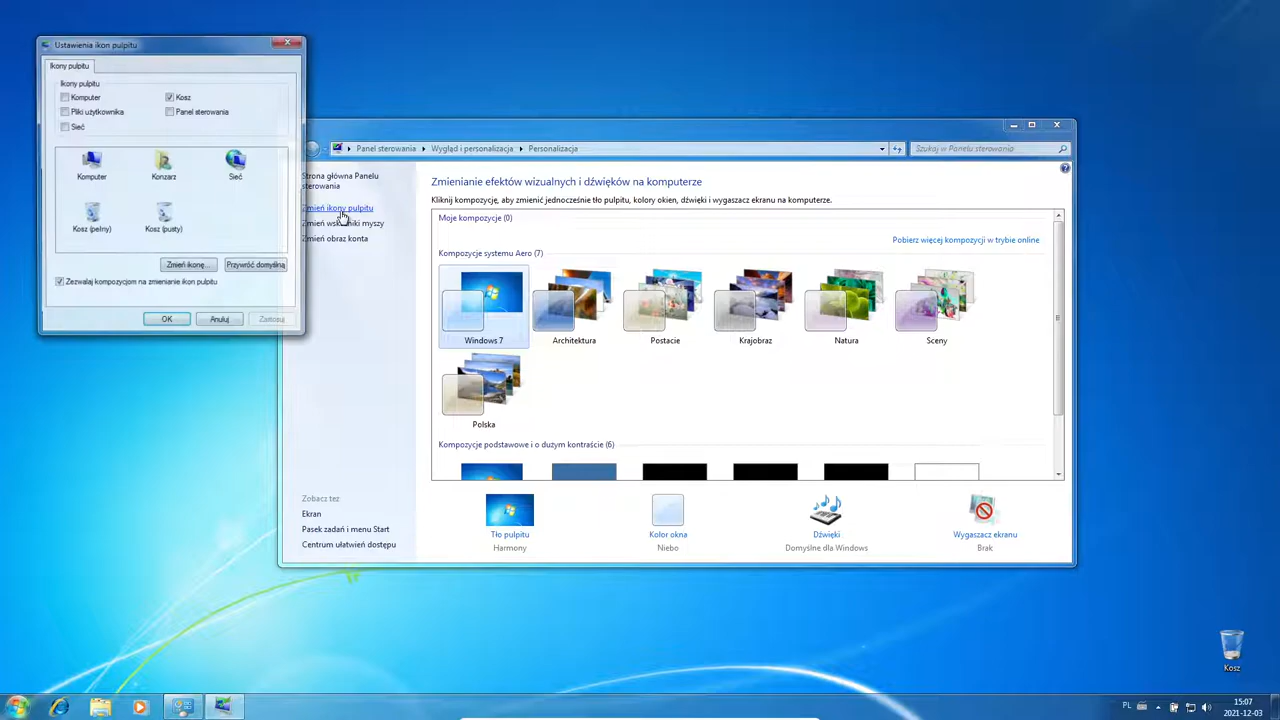 Ustawienia ikon pulpitu
Ikony pulpitu
Ikony pulpitu
Komputer
Kosz
Pliki użytkownika
Panel sterowania
Sieć
Komputer
Konzarz
Sieć
Kosz (pełny)
Kosz (pusty)
Zmień ikonę...
Przywróć domyślną
Zezwalaj kompozycjom na zmienianie ikon pulpitu
OK
Anuluj
Zastosuj
Panel sterowania
Wygląd i personalizacja
Personalizacja
Szukaj w Panelu sterowania
Strona główna Panelu
sterowania
Zmień ikony pulpitu
Zmień wskaźniki myszy
Zmień obraz konta
Zobacz też
Ekran
Pasek zadań i menu Start
Centrum ułatwień dostępu
Zmienianie efektów wizualnych i dźwięków na komputerze
Kliknij kompozycję, aby zmienić jednocześnie tło pulpitu, kolory okien, dźwięki i wygaszacz ekranu na komputerze.
Moje kompozycje (0)
Pobierz więcej kompozycji w trybie online
Kompozycje systemu Aero (7)
Windows 7
Architektura
Postacie
Krajobraz
Natura
Sceny
Polska
Kompozycje podstawowe i o dużym kontraście (6)
Tło pulpitu
Harmony
Kolor okna
Niebo
Dźwięki
Domyślne dla Windows
Wygaszacz ekranu
Brak
Kosz
PL
15:07
2021-12-03